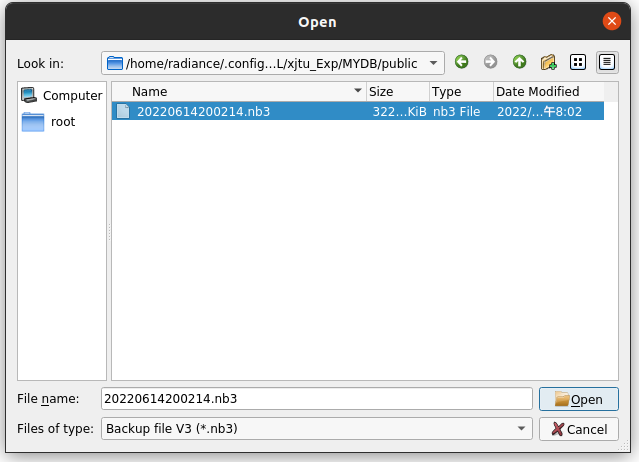 Open
Look in: /home/radiance/.config...L/xjtu_Exp/MYDB/public
Computer
root
Name Size Type Date Modified
20220614200214.nb3 322...KiB nb3 File 2022/...午8:02
File name: 20220614200214.nb3 Open
Files of type: Backup file V3 (*.nb3) Cancel